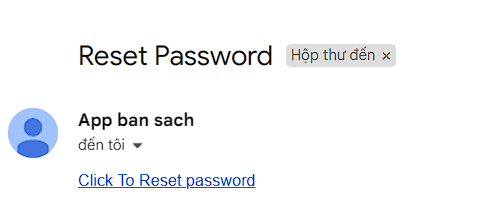 Reset Password Hộp thư đến ×
App ban sach
đến tôi
Click To Reset password